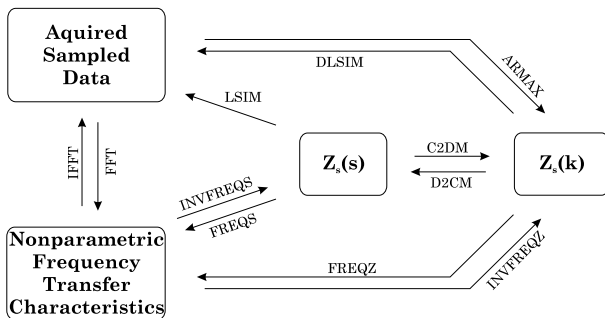 Aquired
Sampled
Data
DLSIM
ARMAX
LSIM
IFFT
FFT
Zs(s)
C2DM
D2CM
Zs(k)
INVFREQS
FREQS
Nonparametric
Frequency
Transfer
Characteristics
FREQZ
INVFREQZ